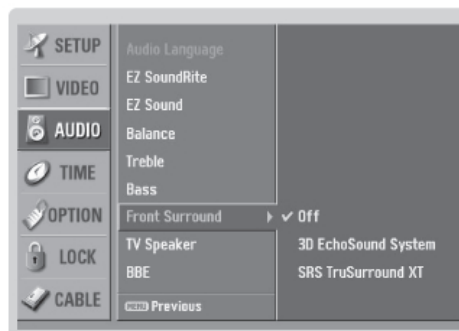 SETUP
VIDEO
AUDIO
TIME
OPTION
LOCK
CABLE
Audio Language
EZ SoundRite
EZ Sound
Balance
Treble
Bass
Front Surround
TV Speaker
BBE
MENU Previous
Off
3D EchoSound System
SRS TruSurround XT